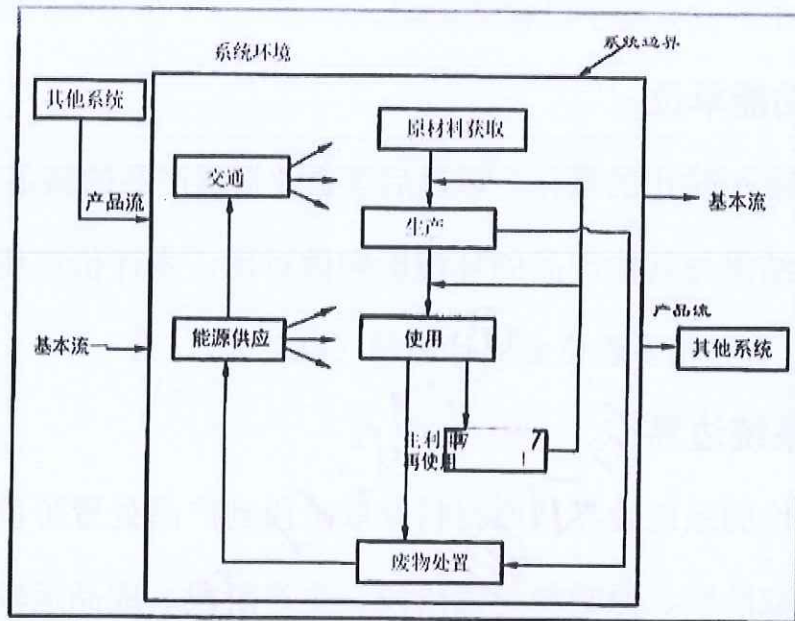 系统环境
系统边界
其他系统
原材料获取
交通
产品流
基本流
生产
产品流
能源供应
使用
基本流
其他系统
再使用
废物处置